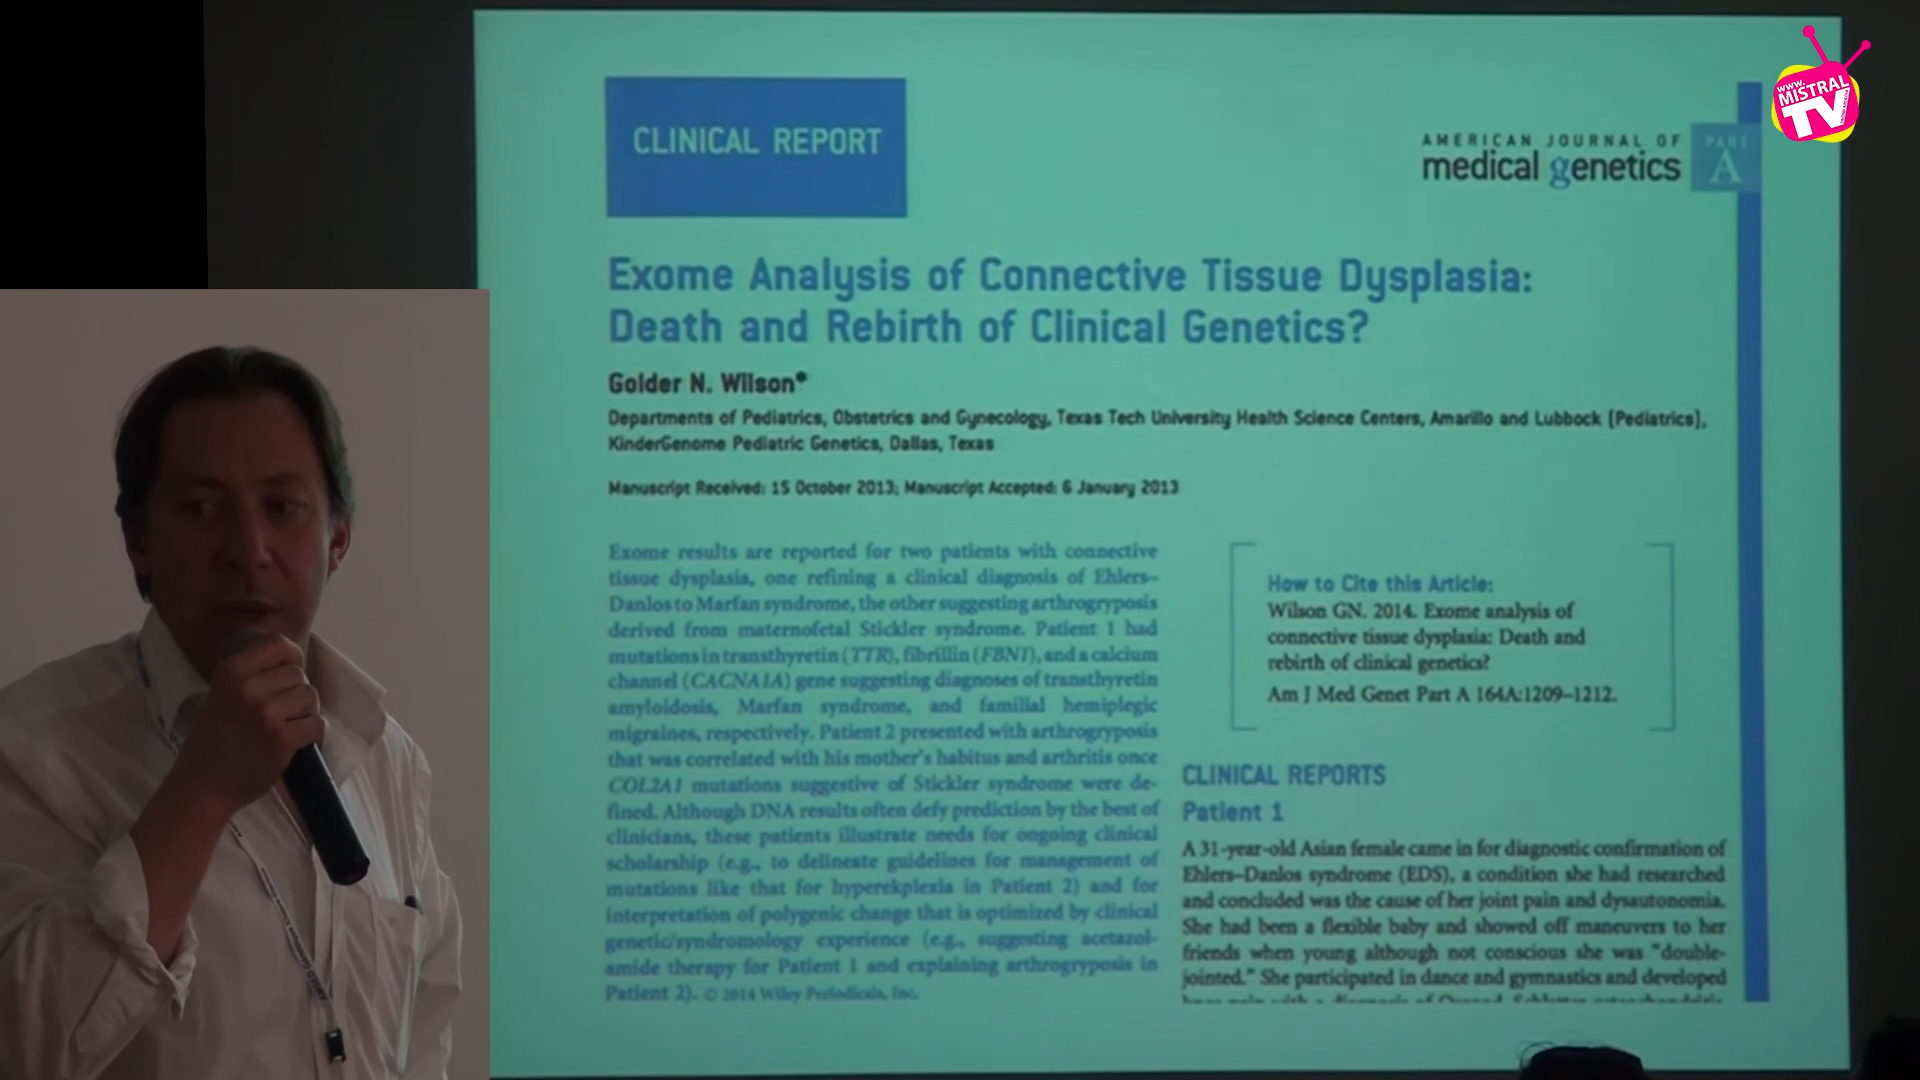 www.
MISTRAL
TV
CLINICAL REPORT
AMERICAN JOURNAL OF
medical genetics
PART
A
Exome Analysis of Connective Tissue Dysplasia:
Death and Rebirth of Clinical Genetics?
Golder N. Wilson*
Departments of Pediatrics, Obstetrics and Gynecology, Texas Tech University Health Science Centers, Amarillo and Lubbock (Pediatrics),
KinderGenome Pediatric Genetics, Dallas, Texas
Manuscript Received: 15 October 2013; Manuscript Accepted: 6 January 2013
Exome results are reported for two patients with connective
tissue dysplasia, one refining a clinical diagnosis of Ehlers–
Danlos to Marfan syndrome, the other suggesting arthrogryposis
derived from maternofetal Stickler syndrome. Patient 1 had
mutations in transthyretin (TTR), fibrillin (FBN1), and a calcium
channel (CACNA1A) gene suggesting diagnoses of transthyretin
amyloidosis, Marfan syndrome, and familial hemiplegic
migraines, respectively. Patient 2 presented with arthrogryposis
that was correlated with his mother's habitus and arthritis once
COL2A1 mutations suggestive of Stickler syndrome were de-
fined. Although DNA results often defy prediction by the best of
clinicians, these patients illustrate needs for ongoing clinical
scholarship (e.g., to delineate guidelines for management of
mutations like that for hyperekplexia in Patient 2) and for
interpretation of polygenic change that is optimized by clinical
genetic/syndromology experience (e.g., suggesting acetazol-
amide therapy for Patient 1 and explaining arthrogryposis in
Patient 2). © 2014 Wiley Periodicals, Inc.
How to Cite this Article:
Wilson GN. 2014. Exome analysis of
connective tissue dysplasia: Death and
rebirth of clinical genetics?
Am J Med Genet Part A 164A:1209–1212.
CLINICAL REPORTS
Patient 1
A 31-year-old Asian female came in for diagnostic confirmation of
Ehlers–Danlos syndrome (EDS), a condition she had researched
and concluded was the cause of her joint pain and dysautonomia.
She had been a flexible baby and showed off maneuvers to her
friends when young although not conscious she was "double-
jointed." She participated in dance and gymnastics and developed